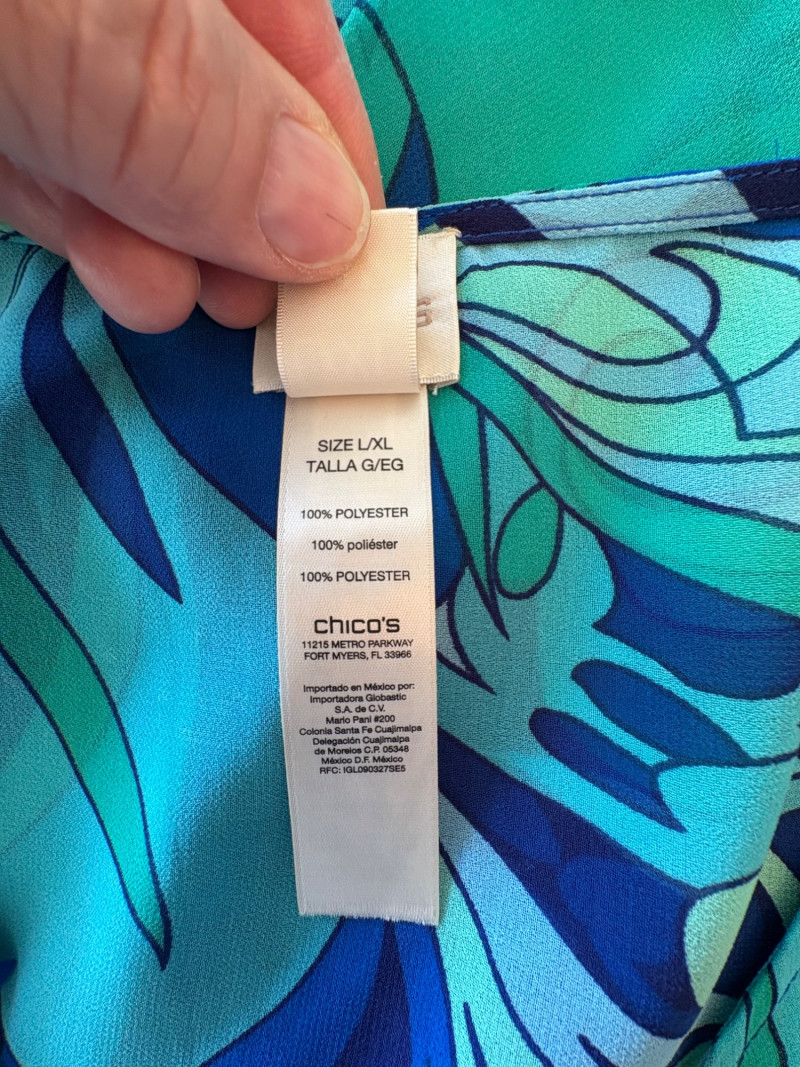 SIZE L/XL
TALLA G/EG
100% POLYESTER
100% poliéster
100% POLYESTER
chico's
11215 METRO PARKWAY
FORT MYERS, FL 33966
Importado en México por:
Importadora Globastic
S.A. de C.V.
Mario Pani #200
Colonia Santa Fe Cuajimalpa
Delegación Cuajimalpa
de Morelos C.P. 05348
México D.F. México
RFC: IGL090327SE5